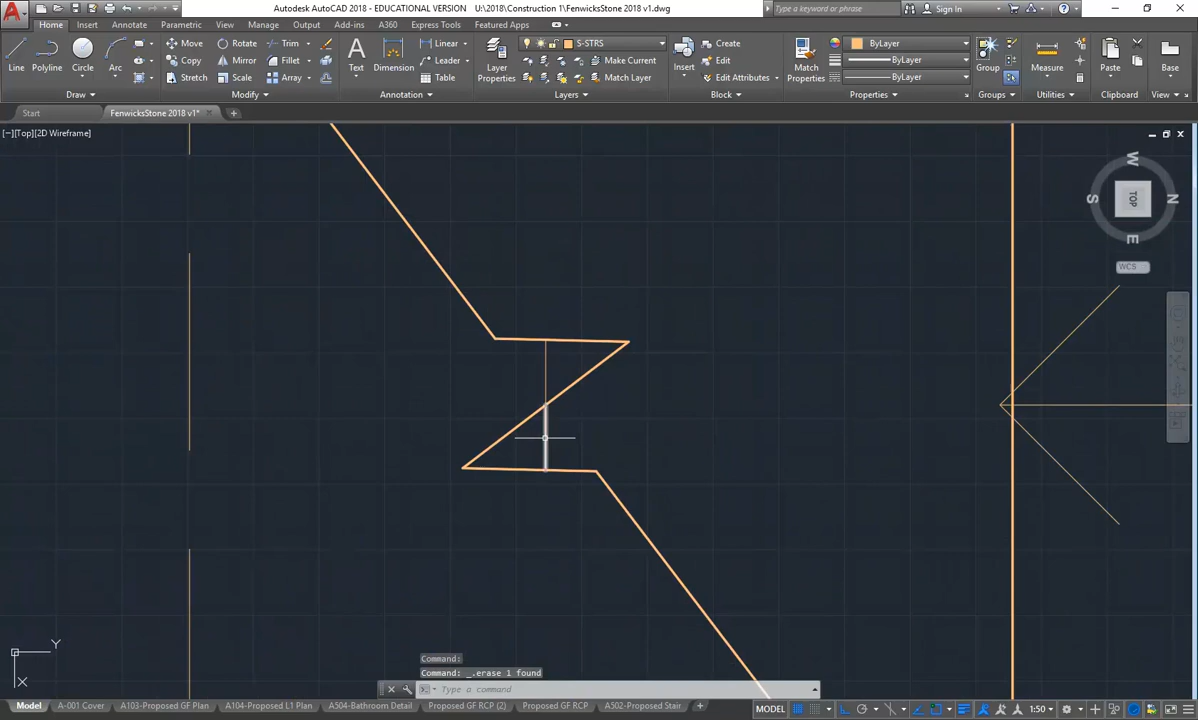 Autodesk AutoCAD 2018 - EDUCATIONAL VERSION U:\2018\Construction 1\FenwicksStone 2018 v1.dwg
Type a keyword or phrase
Sign In
Home Insert Annotate Parametric View Manage Output Add-ins A360 Express Tools Featured Apps
Line
Polyline
Circle
Arc
Draw
Move
Copy
Stretch
Rotate
Mirror
Scale
Trim
Fillet
Array
Modify
Text
Dimension
Linear
Leader
Table
Annotation
Layer Properties
S-STRS
Make Current
Match Layer
Layers
Insert
Create
Edit
Edit Attributes
Block
Match Properties
ByLayer
ByLayer
ByLayer
Properties
Group
Groups
Measure
Utilities
Paste
Clipboard
Base
View
Start
FenwicksStone 2018 v1*
[−][Top][2D Wireframe]
W
S
TOP
N
E
WCS
Y
X
Command:
Command: _.erase 1 found
Type a command
Model
A-001 Cover
A103-Proposed GF Plan
A104-Proposed L1 Plan
A504-Bathroom Detail
Proposed GF RCP (2)
Proposed GF RCP
A502-Proposed Stair
MODEL
1:50